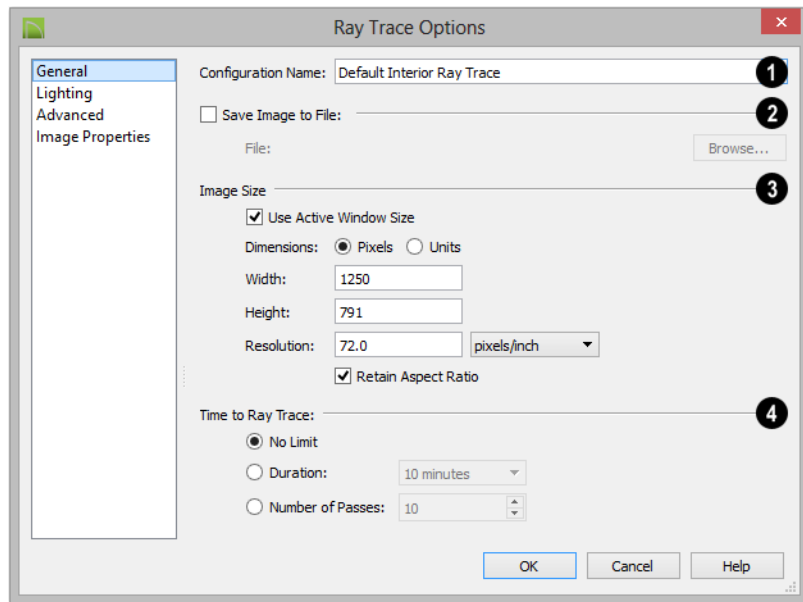 Ray Trace Options
General
Lighting
Advanced
Image Properties
Configuration Name: Default Interior Ray Trace 1
Save Image to File: 2
File: Browse...
Image Size 3
Use Active Window Size
Dimensions: Pixels Units
Width: 1250
Height: 791
Resolution: 72.0 pixels/inch
Retain Aspect Ratio
Time to Ray Trace: 4
No Limit
Duration: 10 minutes
Number of Passes: 10
OK Cancel Help